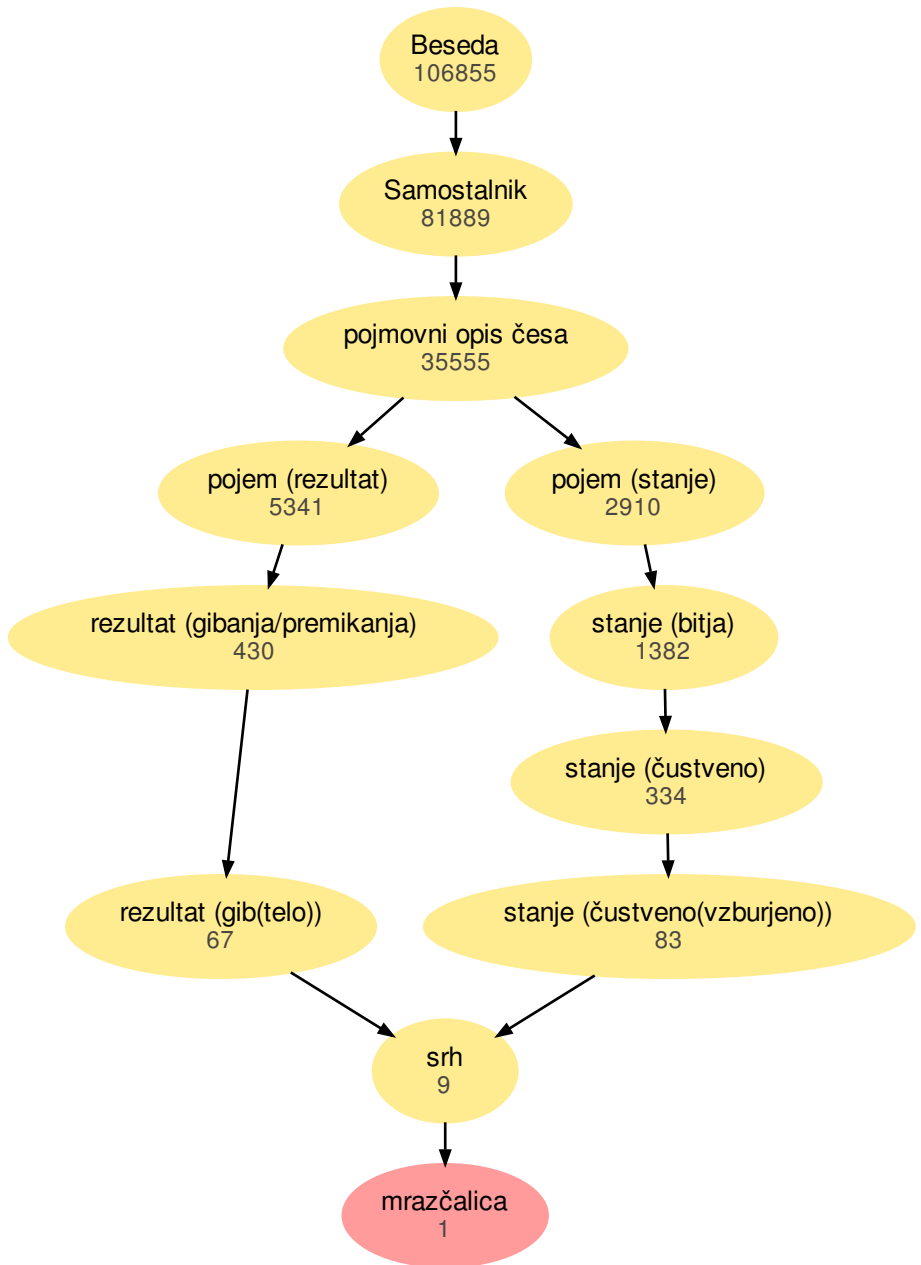 Beseda
106855
Samostalnik
81889
pojmovni opis česa
35555
pojem (rezultat)
5341
pojem (stanje)
2910
rezultat (gibanja/premikanja)
430
stanje (bitja)
1382
stanje (čustveno)
334
rezultat (gib(telo))
67
stanje (čustveno(vzburjeno))
83
srh
9
mrazčalica
1